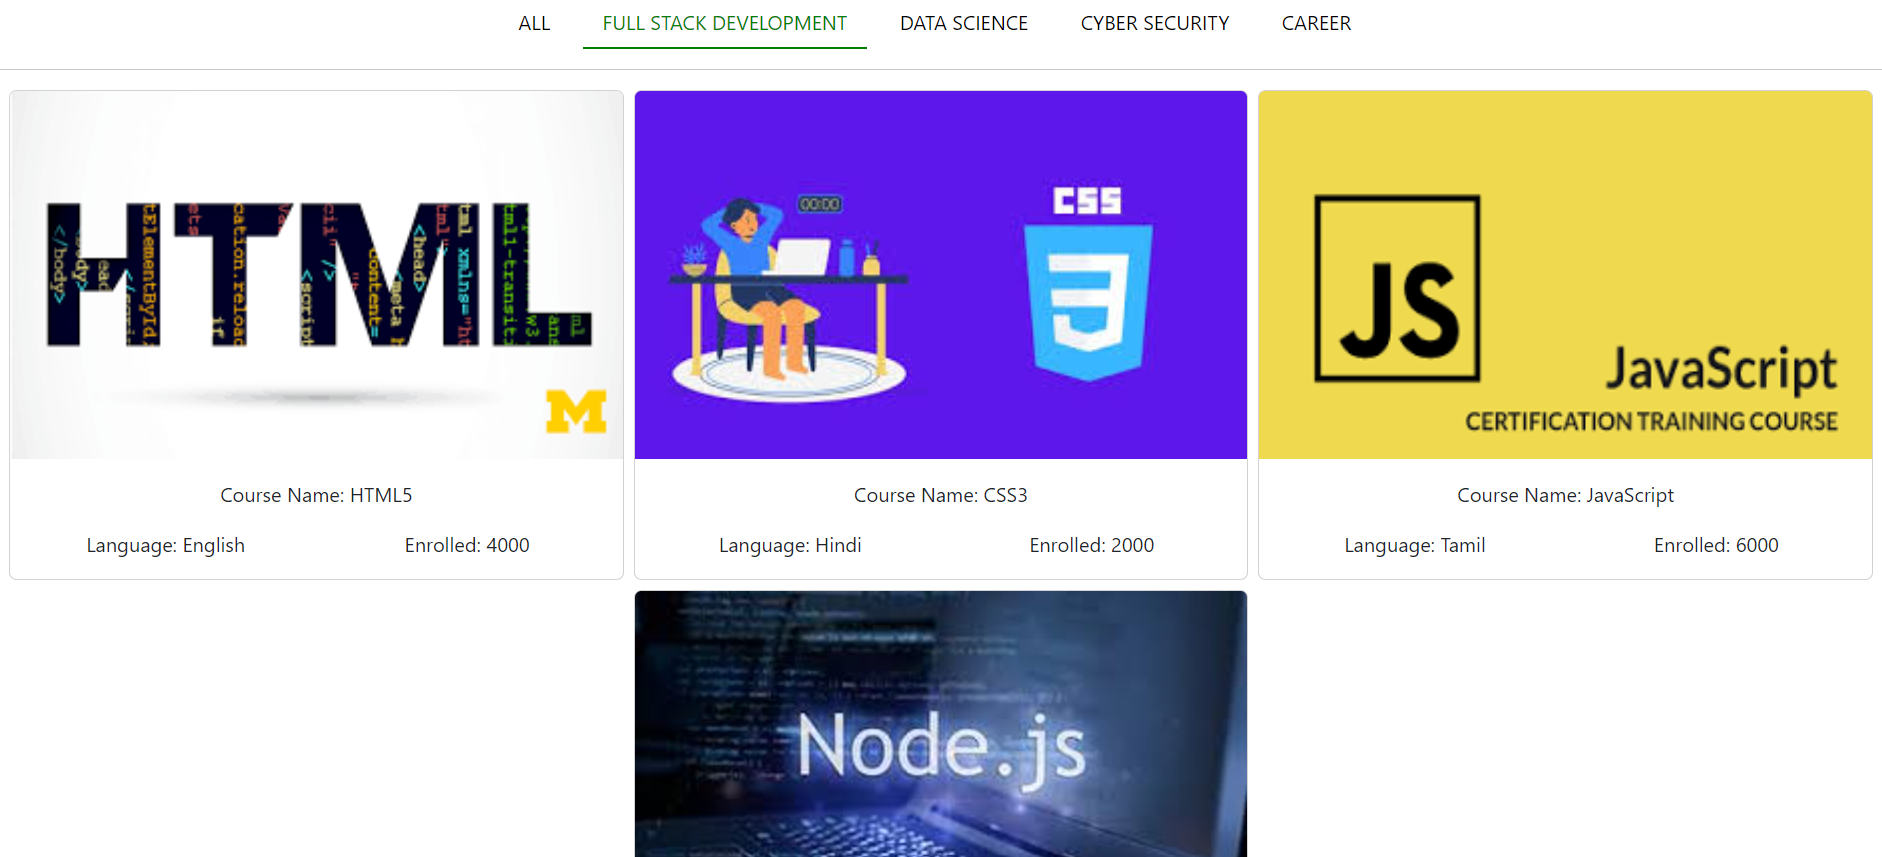 ALL FULL STACK DEVELOPMENT DATA SCIENCE CYBER SECURITY CAREER
HTML
M
00:00
CSS
3
JS
JavaScript
CERTIFICATION TRAINING COURSE
Course Name: HTML5
Language: English Enrolled: 4000
Course Name: CSS3
Language: Hindi Enrolled: 2000
Course Name: JavaScript
Language: Tamil Enrolled: 6000
Node.js